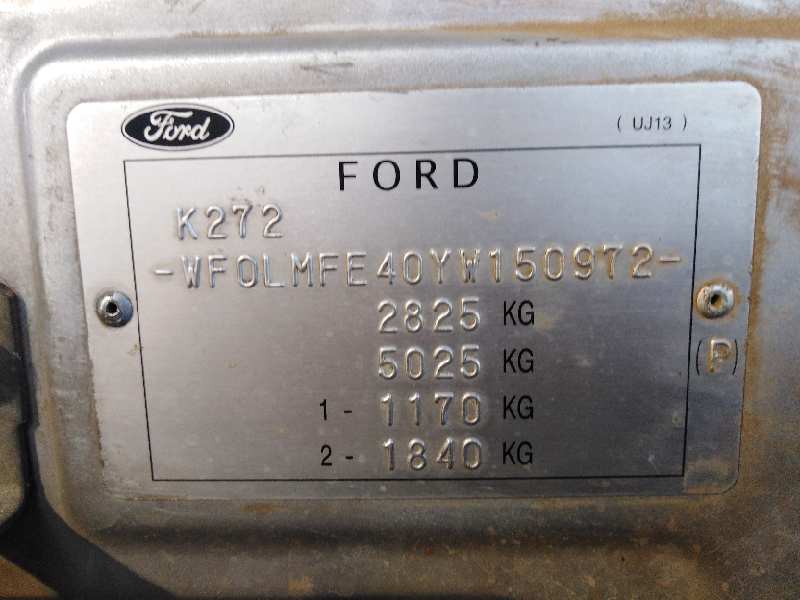 Ford
( UJ13 )
FORD
K272
-WF0LMFE40YW150972-
2825 KG
5025 KG
(P)
1 - 1170 KG
2 - 1840 KG